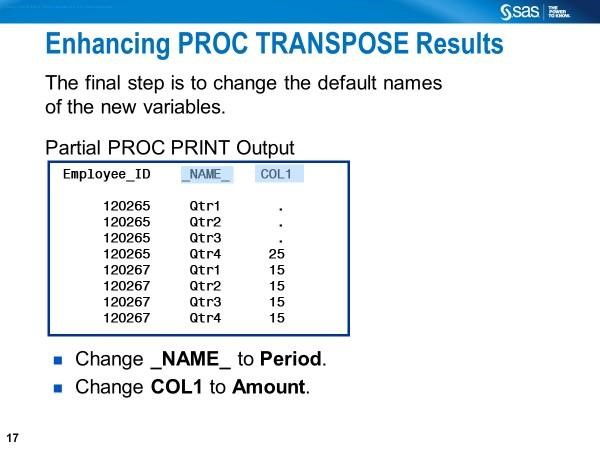 sas THE POWER TO KNOW.
Enhancing PROC TRANSPOSE Results
The final step is to change the default names
of the new variables.
Partial PROC PRINT Output
Employee_ID _NAME_ COL1
120265 Qtr1 .
120265 Qtr2 .
120265 Qtr3 .
120265 Qtr4 25
120267 Qtr1 15
120267 Qtr2 15
120267 Qtr3 15
120267 Qtr4 15
■ Change _NAME_ to Period.
■ Change COL1 to Amount.
17